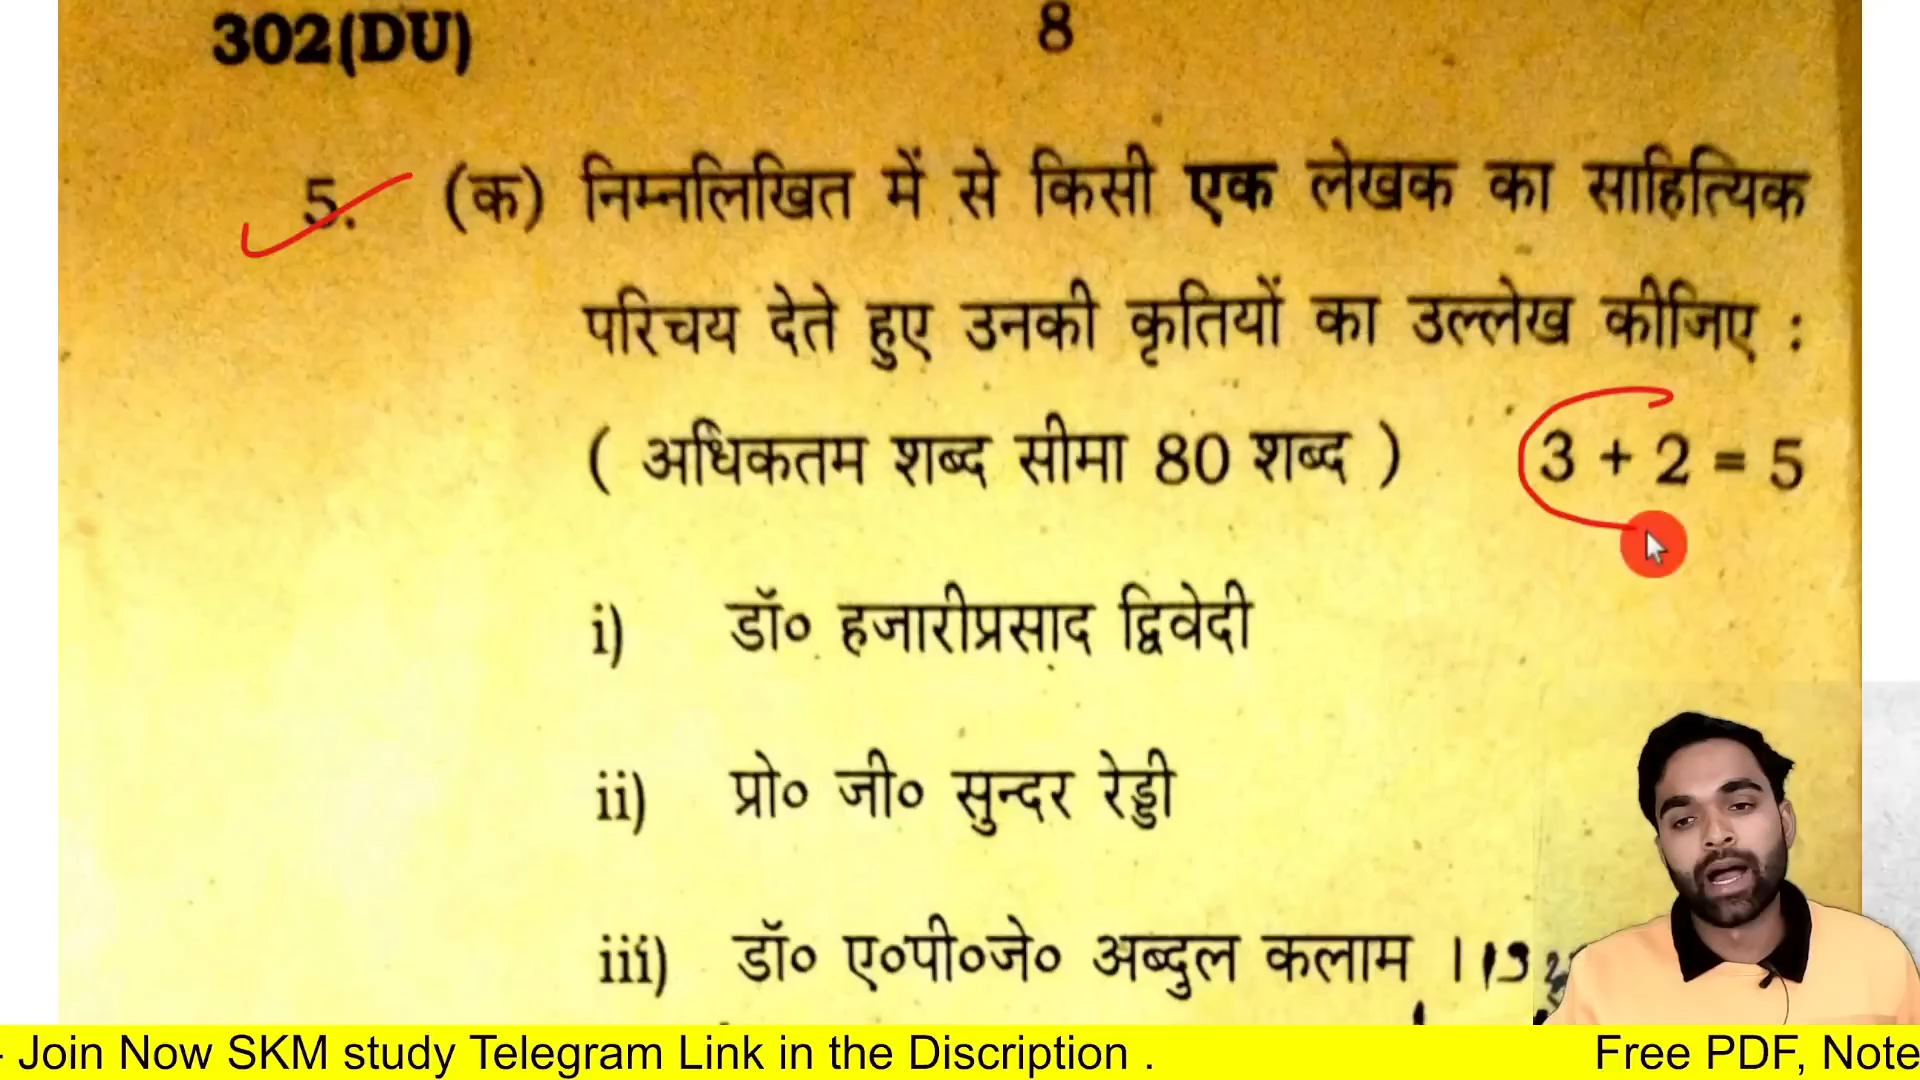 302(DU)
8
5. (क) निम्नलिखित में से किसी एक लेखक का साहित्यिक
परिचय देते हुए उनकी कृतियों का उल्लेख कीजिए :
( अधिकतम शब्द सीमा 80 शब्द ) 3 + 2 = 5
i) डॉ० हजारीप्रसाद द्विवेदी
ii) प्रो० जी० सुन्दर रेड्डी
iii) डॉ० ए०पी०जे० अब्दुल कलाम ।
- Join Now SKM study Telegram Link in the Discription . Free PDF, Note